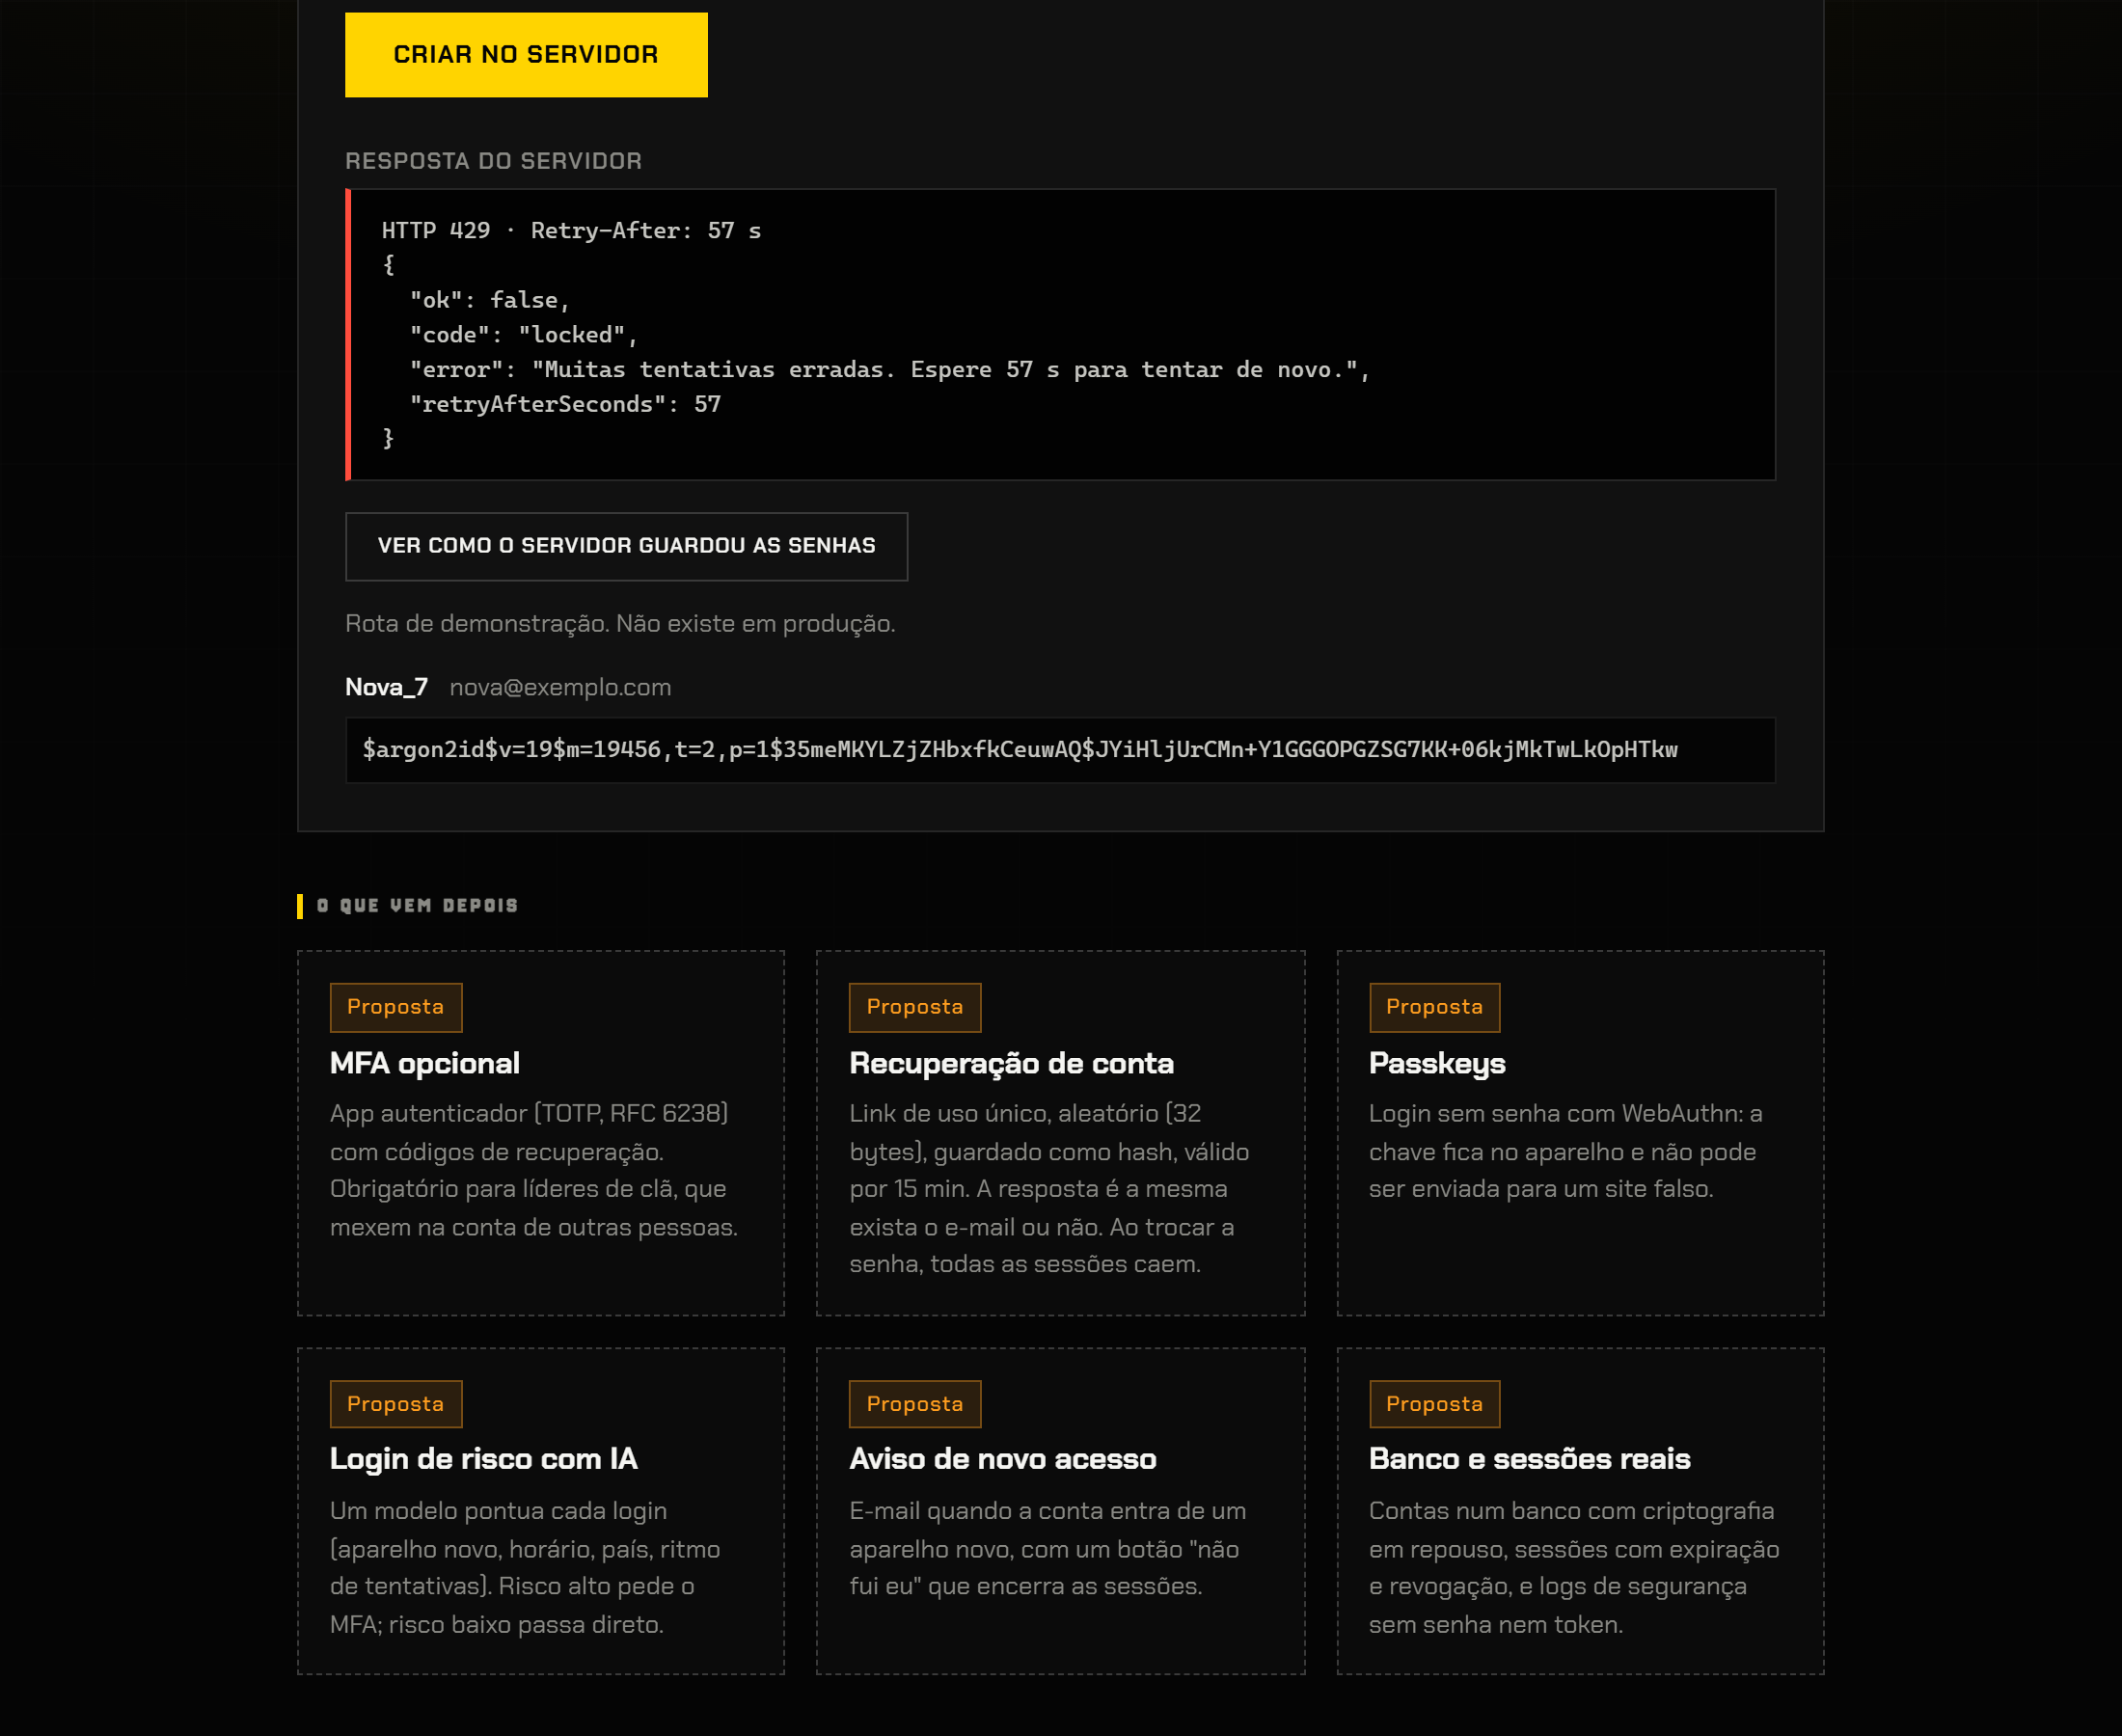 CRIAR NO SERVIDOR
RESPOSTA DO SERVIDOR
HTTP 429 · Retry-After: 57 s
{
"ok": false,
"code": "locked",
"error": "Muitas tentativas erradas. Espere 57 s para tentar de novo.",
"retryAfterSeconds": 57
}
VER COMO O SERVIDOR GUARDOU AS SENHAS
Rota de demonstração. Não existe em produção.
Nova_7 nova@exemplo.com
$argon2id$v=19$m=19456,t=2,p=1$35meMKYLZjZHbxfkCeuwAQ$JYiHljUrCMn+Y1GGGOPGZSG7KK+06kjMkTwLkOpHTkw
O QUE VEM DEPOIS
Proposta
MFA opcional
App autenticador (TOTP, RFC 6238)
com códigos de recuperação.
Obrigatório para líderes de clã, que
mexem na conta de outras pessoas.
Proposta
Recuperação de conta
Link de uso único, aleatório (32
bytes), guardado como hash, válido
por 15 min. A resposta é a mesma
exista o e-mail ou não. Ao trocar a
senha, todas as sessões caem.
Proposta
Passkeys
Login sem senha com WebAuthn: a
chave fica no aparelho e não pode
ser enviada para um site falso.
Proposta
Login de risco com IA
Um modelo pontua cada login
(aparelho novo, horário, país, ritmo
de tentativas). Risco alto pede o
MFA; risco baixo passa direto.
Proposta
Aviso de novo acesso
E-mail quando a conta entra de um
aparelho novo, com um botão "não
fui eu" que encerra as sessões.
Proposta
Banco e sessões reais
Contas num banco com criptografia
em repouso, sessões com expiração
e revogação, e logs de segurança
sem senha nem token.